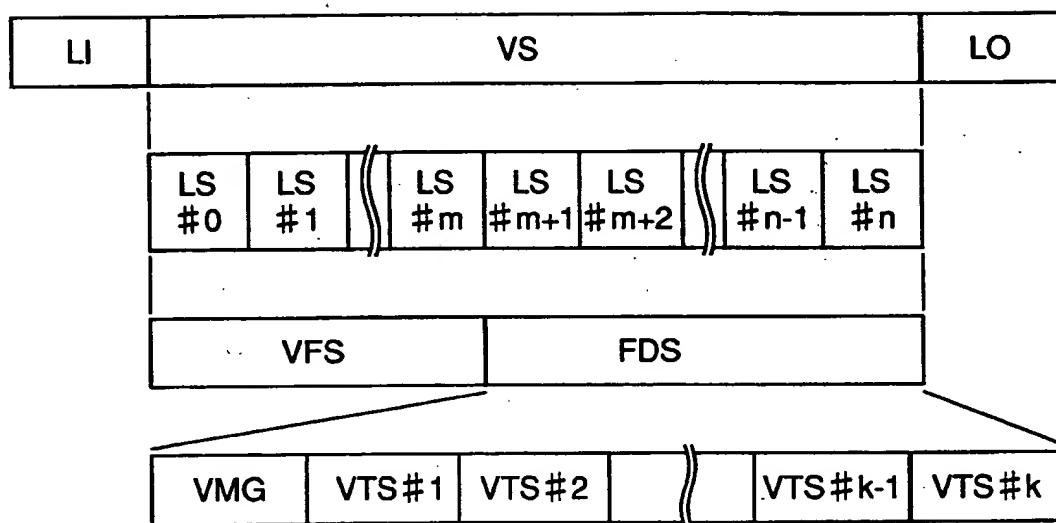 LI VS LO
LS LS LS LS LS LS LS
#0 #1 #m #m+1 #m+2 #n-1 #n
VFS FDS
VMG VTS#1 VTS#2 VTS#k-1 VTS#k